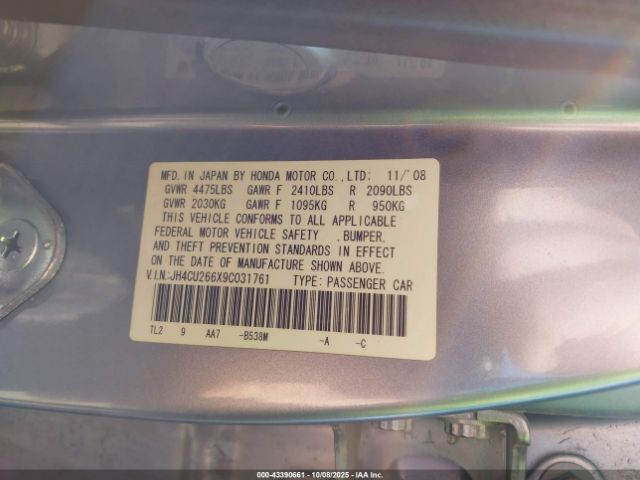 MFD. IN JAPAN BY HONDA MOTOR CO.,LTD: 11/'08
GVWR 4475LBS GAWR F 2410LBS R 2090LBS
GVWR 2030KG GAWR F 1095KG R 950KG
THIS VEHICLE CONFORMS TO ALL APPLICABLE
FEDERAL MOTOR VEHICLE SAFETY ,BUMPER,
AND THEFT PREVENTION STANDARDS IN EFFECT
ON THE DATE OF MANUFACTURE SHOWN ABOVE.
V.I.N.:JH4CU266X9C031761 TYPE: PASSENGER CAR
TL2 9 AA7 -B538M -A -C
000-43390661 - 10/08/2025 - IAA Inc.